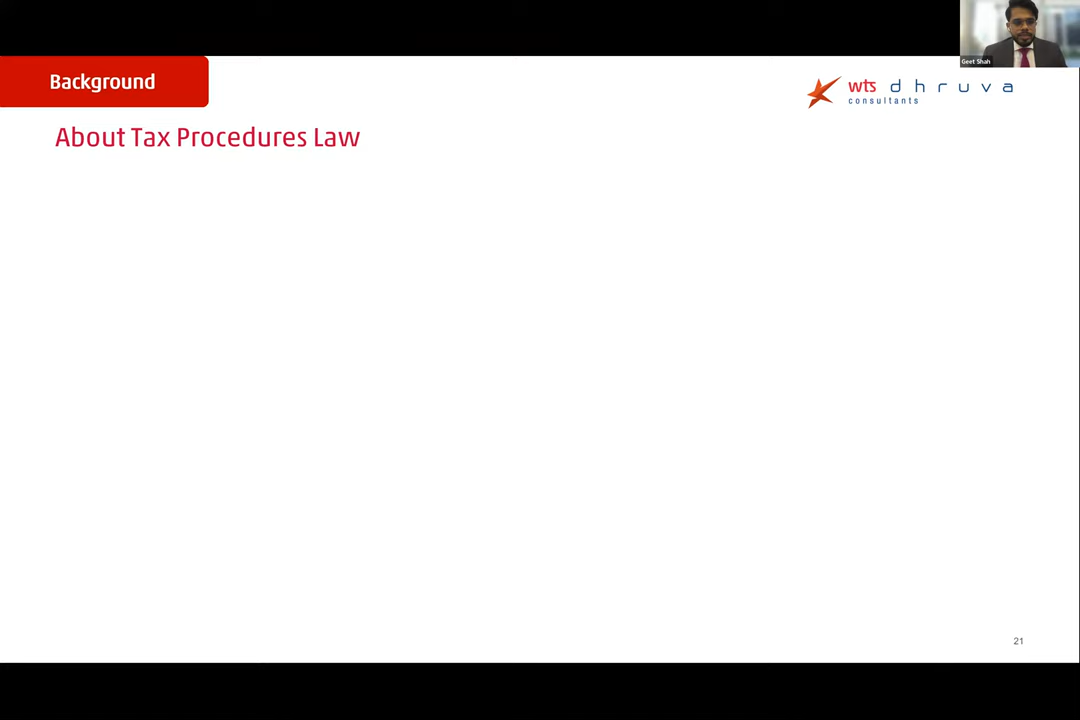 Geet Shah
Background
wts dhruva
consultants
About Tax Procedures Law
21